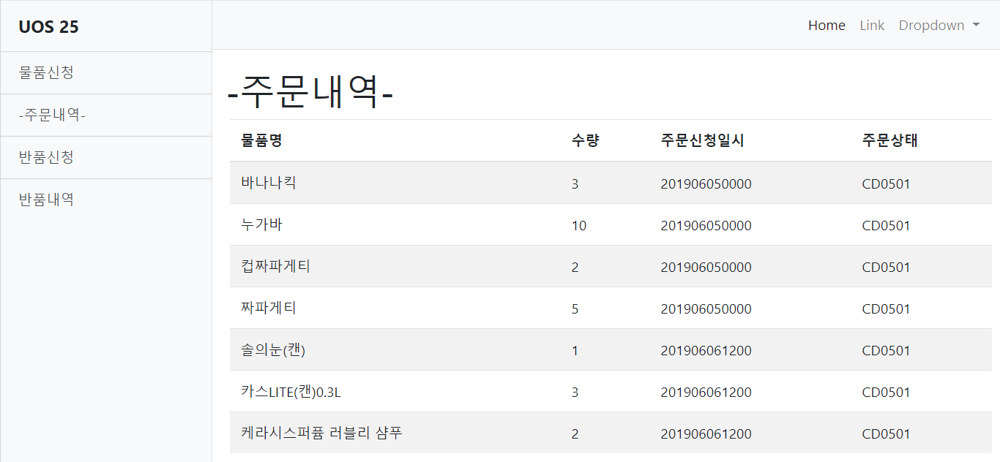 UOS 25
Home Link Dropdown
물품신청
-주문내역-
반품신청
반품내역
-주문내역-
물품명 수량 주문신청일시 주문상태
바나나킥 3 201906050000 CD0501
누가바 10 201906050000 CD0501
컵짜파게티 2 201906050000 CD0501
짜파게티 5 201906050000 CD0501
솔의눈(캔) 1 201906061200 CD0501
카스LITE(캔)0.3L 3 201906061200 CD0501
케라시스퍼퓸 러블리 샴푸 2 201906061200 CD0501